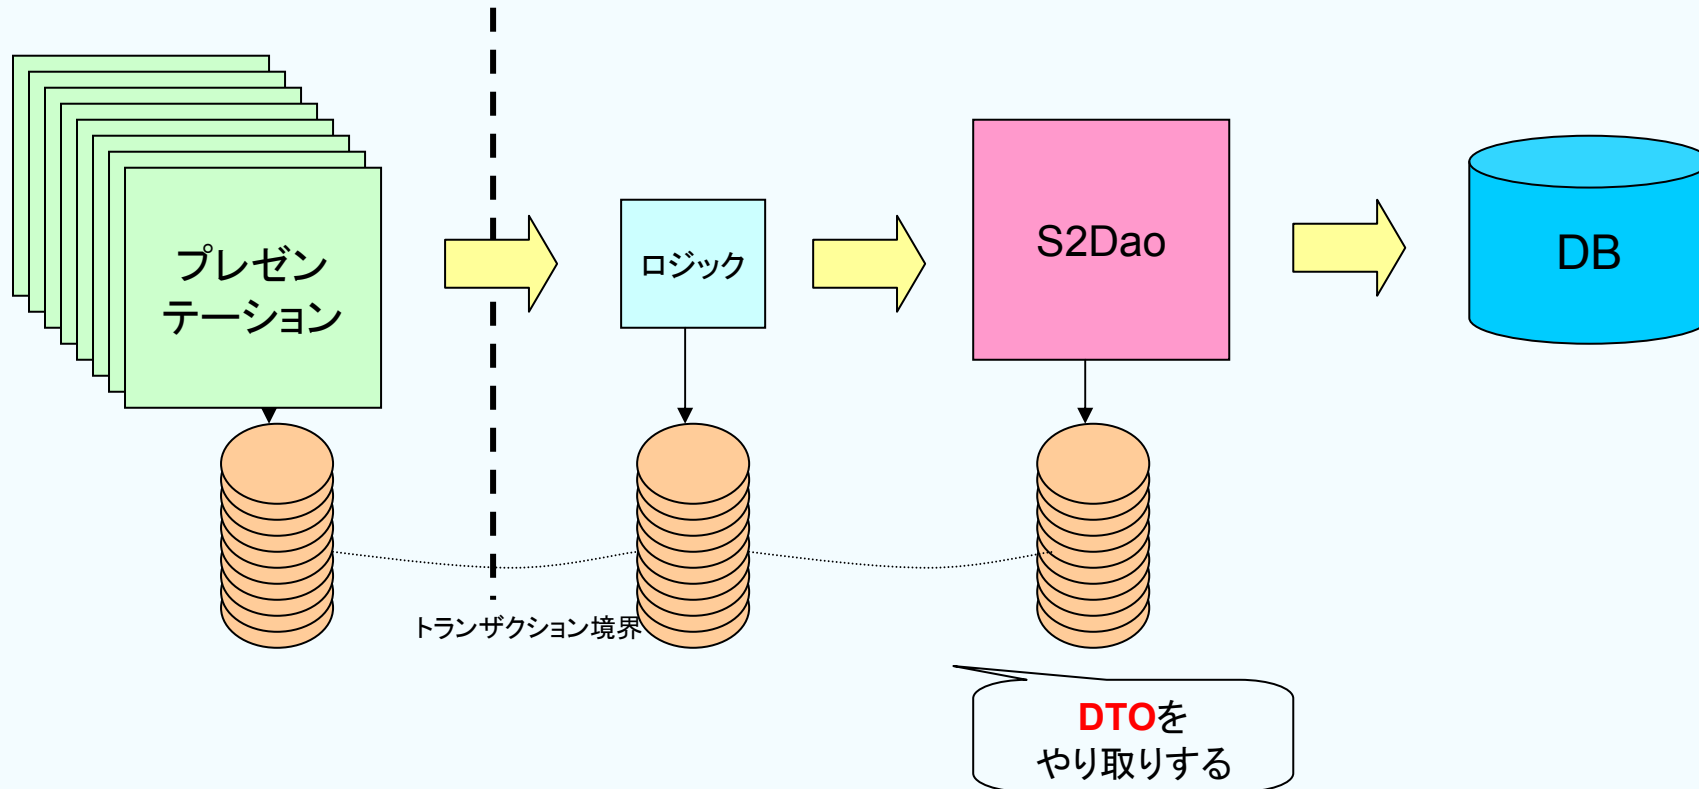 プレゼン
テーション
ロジック
S2Dao
DB
トランザクション境界
DTOを
やり取りする